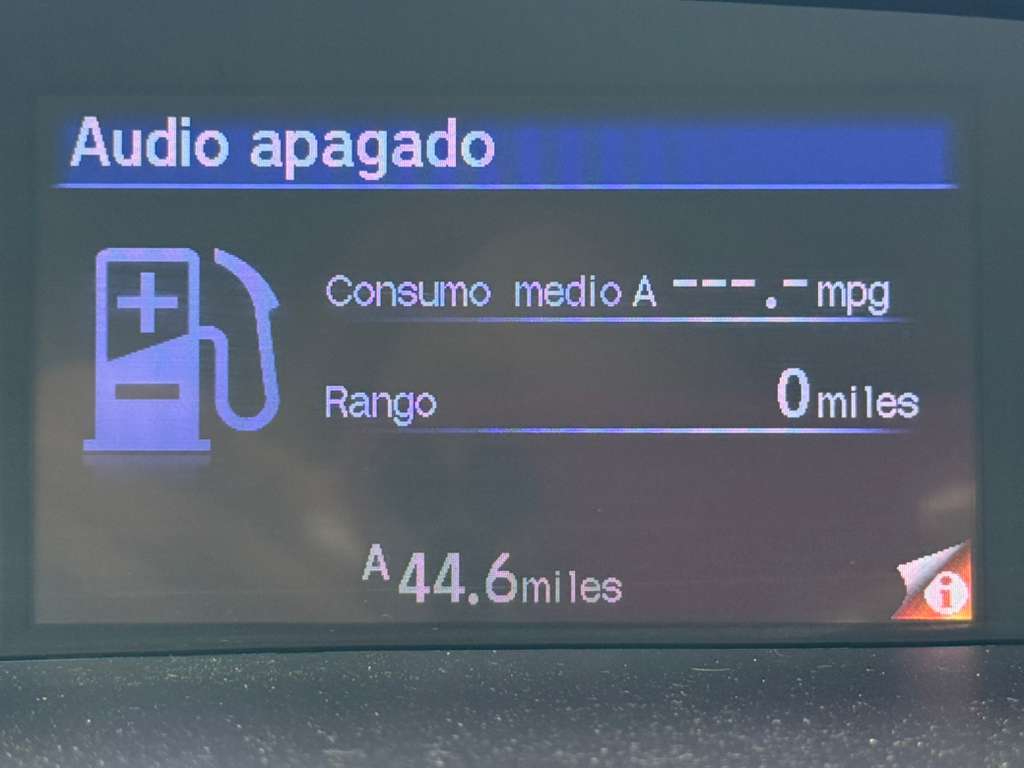 Audio apagado
Consumo medio A ---.- mpg
Rango 0 miles
A 44.6 miles
i